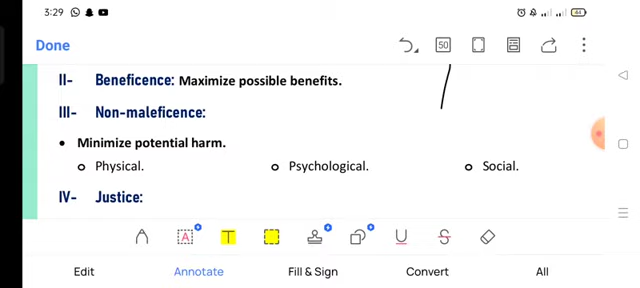 3:29
44
Done
50
II- Beneficence: Maximize possible benefits.
III- Non-maleficence:
• Minimize potential harm.
o Physical. o Psychological. o Social.
IV- Justice:
A T U S
Edit Annotate Fill & Sign Convert All